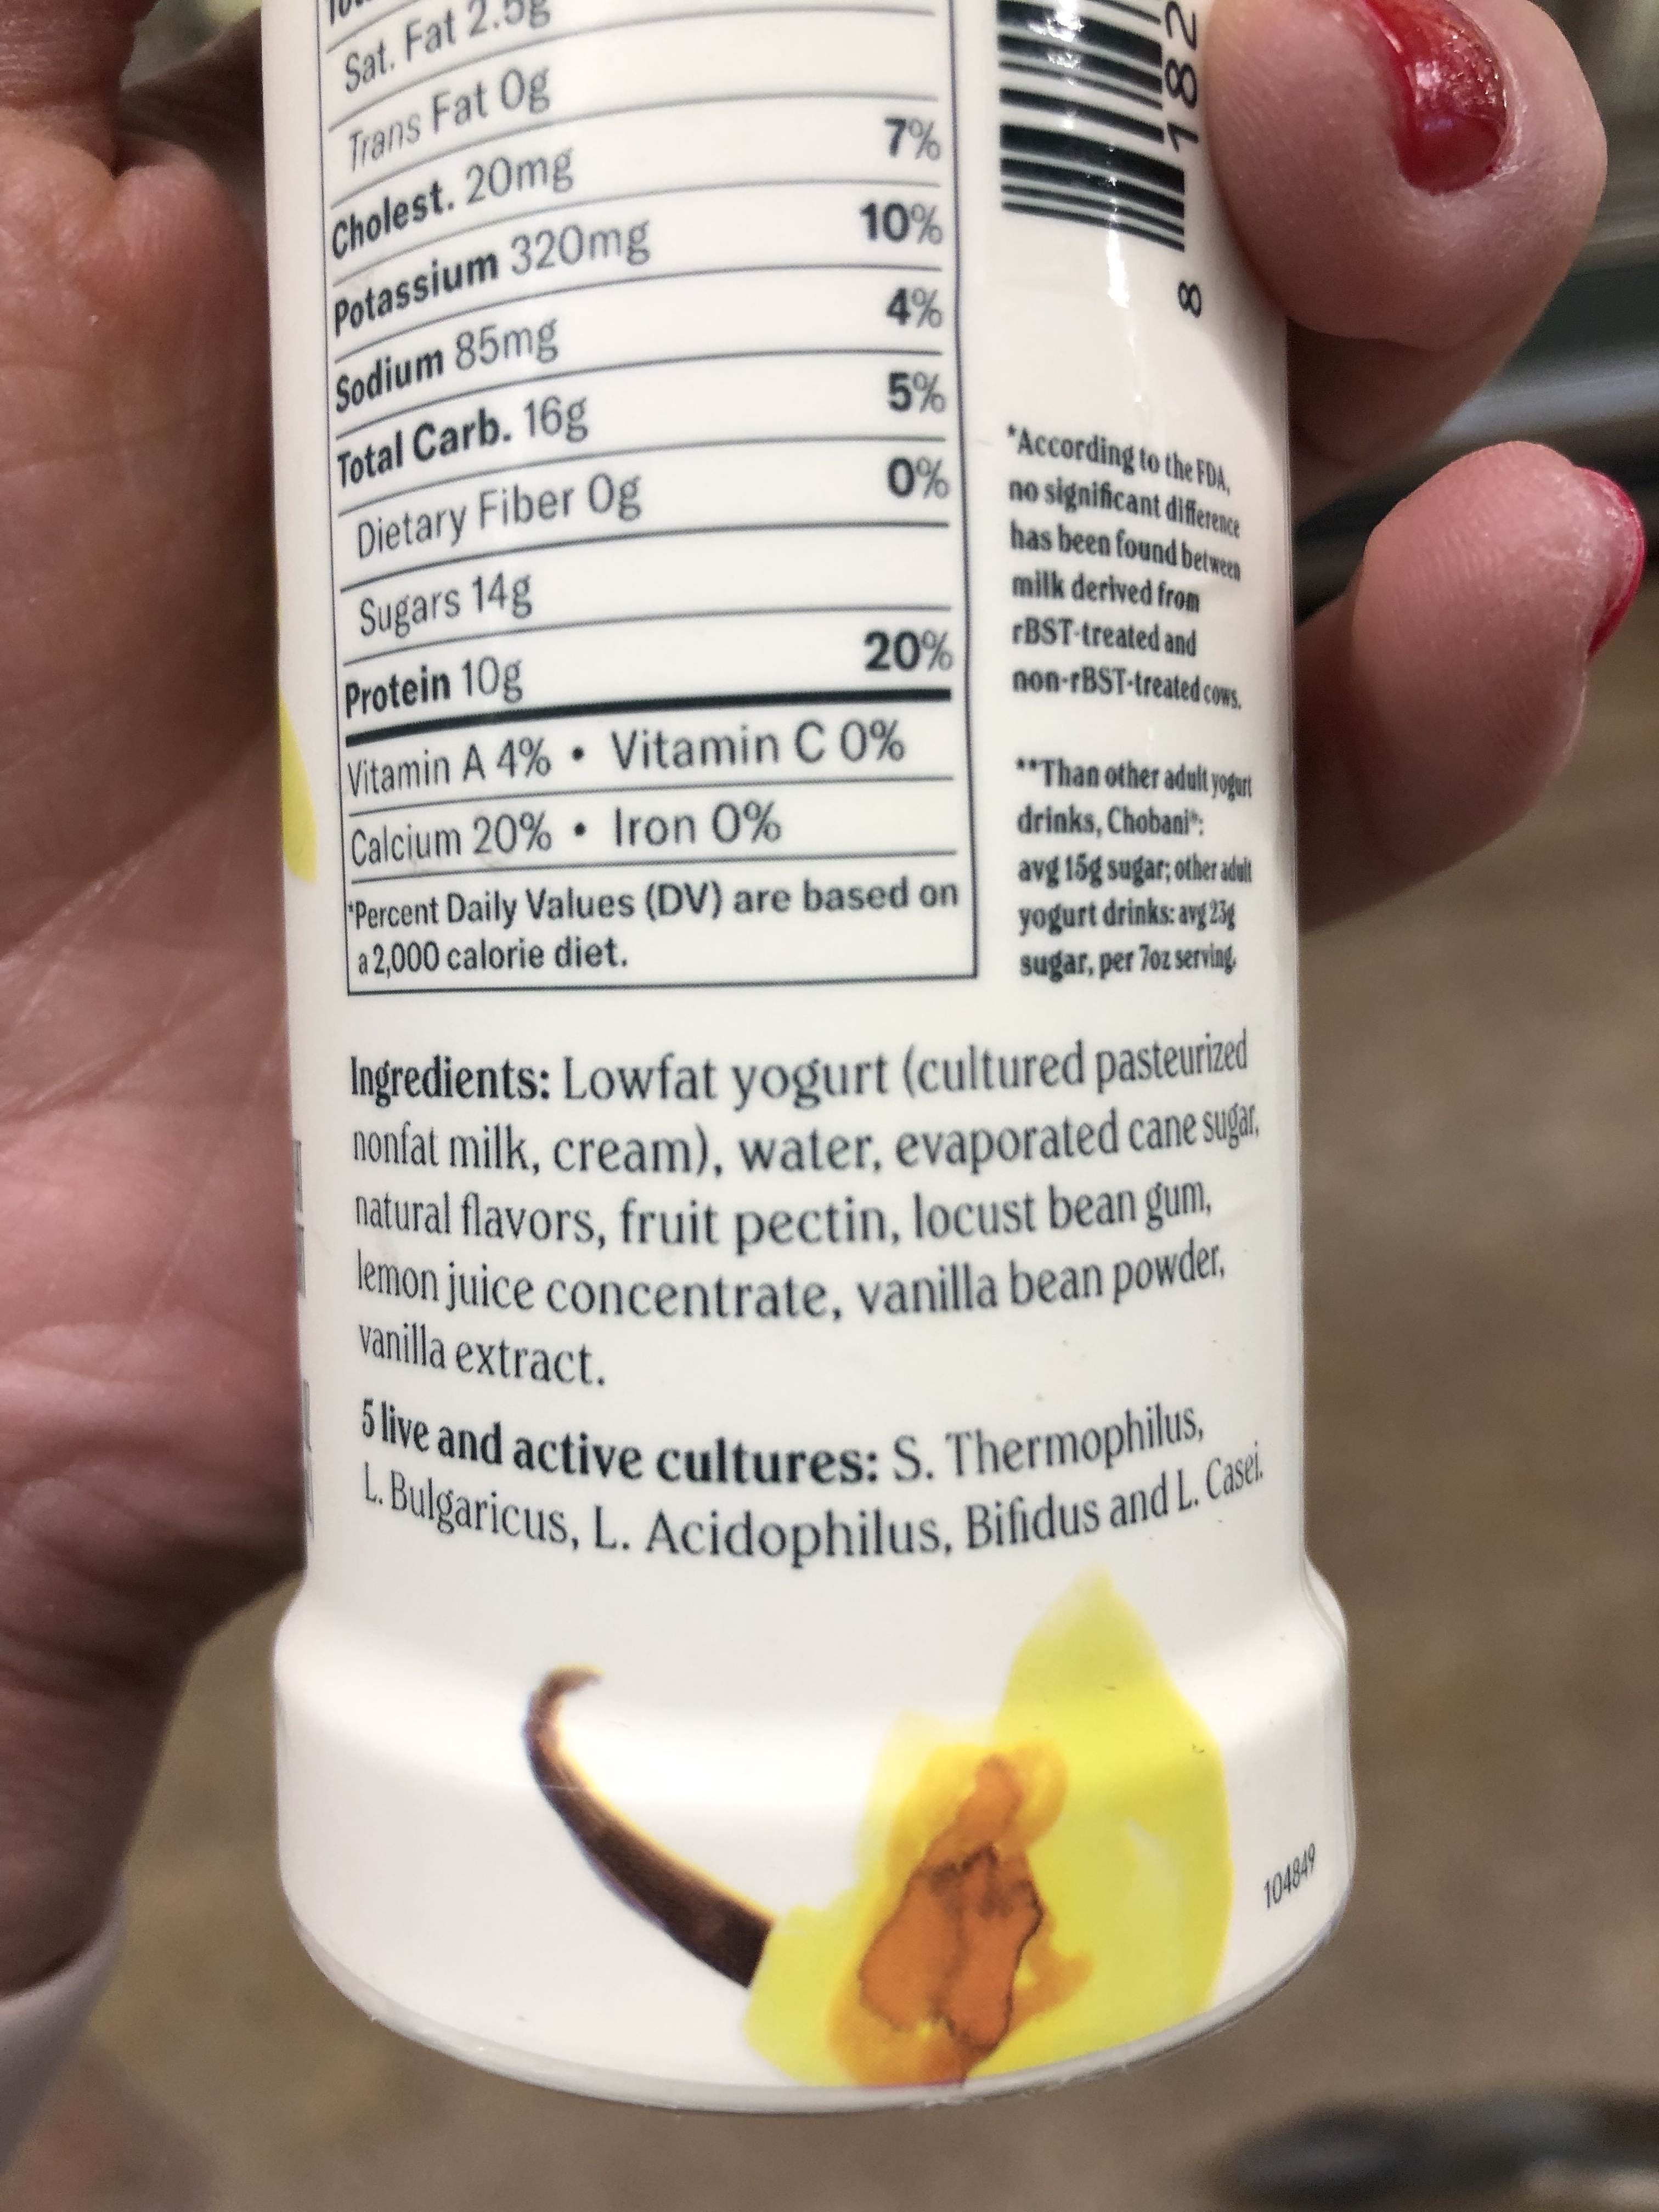 Sat. Fat 2.5g
Trans Fat 0g
Cholest. 20mg 7%
Potassium 320mg 10%
Sodium 85mg 4%
Total Carb. 16g 5%
Dietary Fiber 0g 0%
Sugars 14g
Protein 10g 20%
Vitamin A 4% • Vitamin C 0%
Calcium 20% • Iron 0%
*Percent Daily Values (DV) are based on
a 2,000 calorie diet.
182
8
*According to the FDA,
no significant difference
has been found between
milk derived from
rBST-treated and
non-rBST-treated cows.
**Than other adult yogurt
drinks, Chobani®:
avg 15g sugar; other adult
yogurt drinks: avg 23g
sugar, per 7oz serving.
Ingredients: Lowfat yogurt (cultured pasteurized
nonfat milk, cream), water, evaporated cane sugar,
natural flavors, fruit pectin, locust bean gum,
lemon juice concentrate, vanilla bean powder,
vanilla extract.
5 live and active cultures: S. Thermophilus,
L. Bulgaricus, L. Acidophilus, Bifidus and L. Casei.
104849